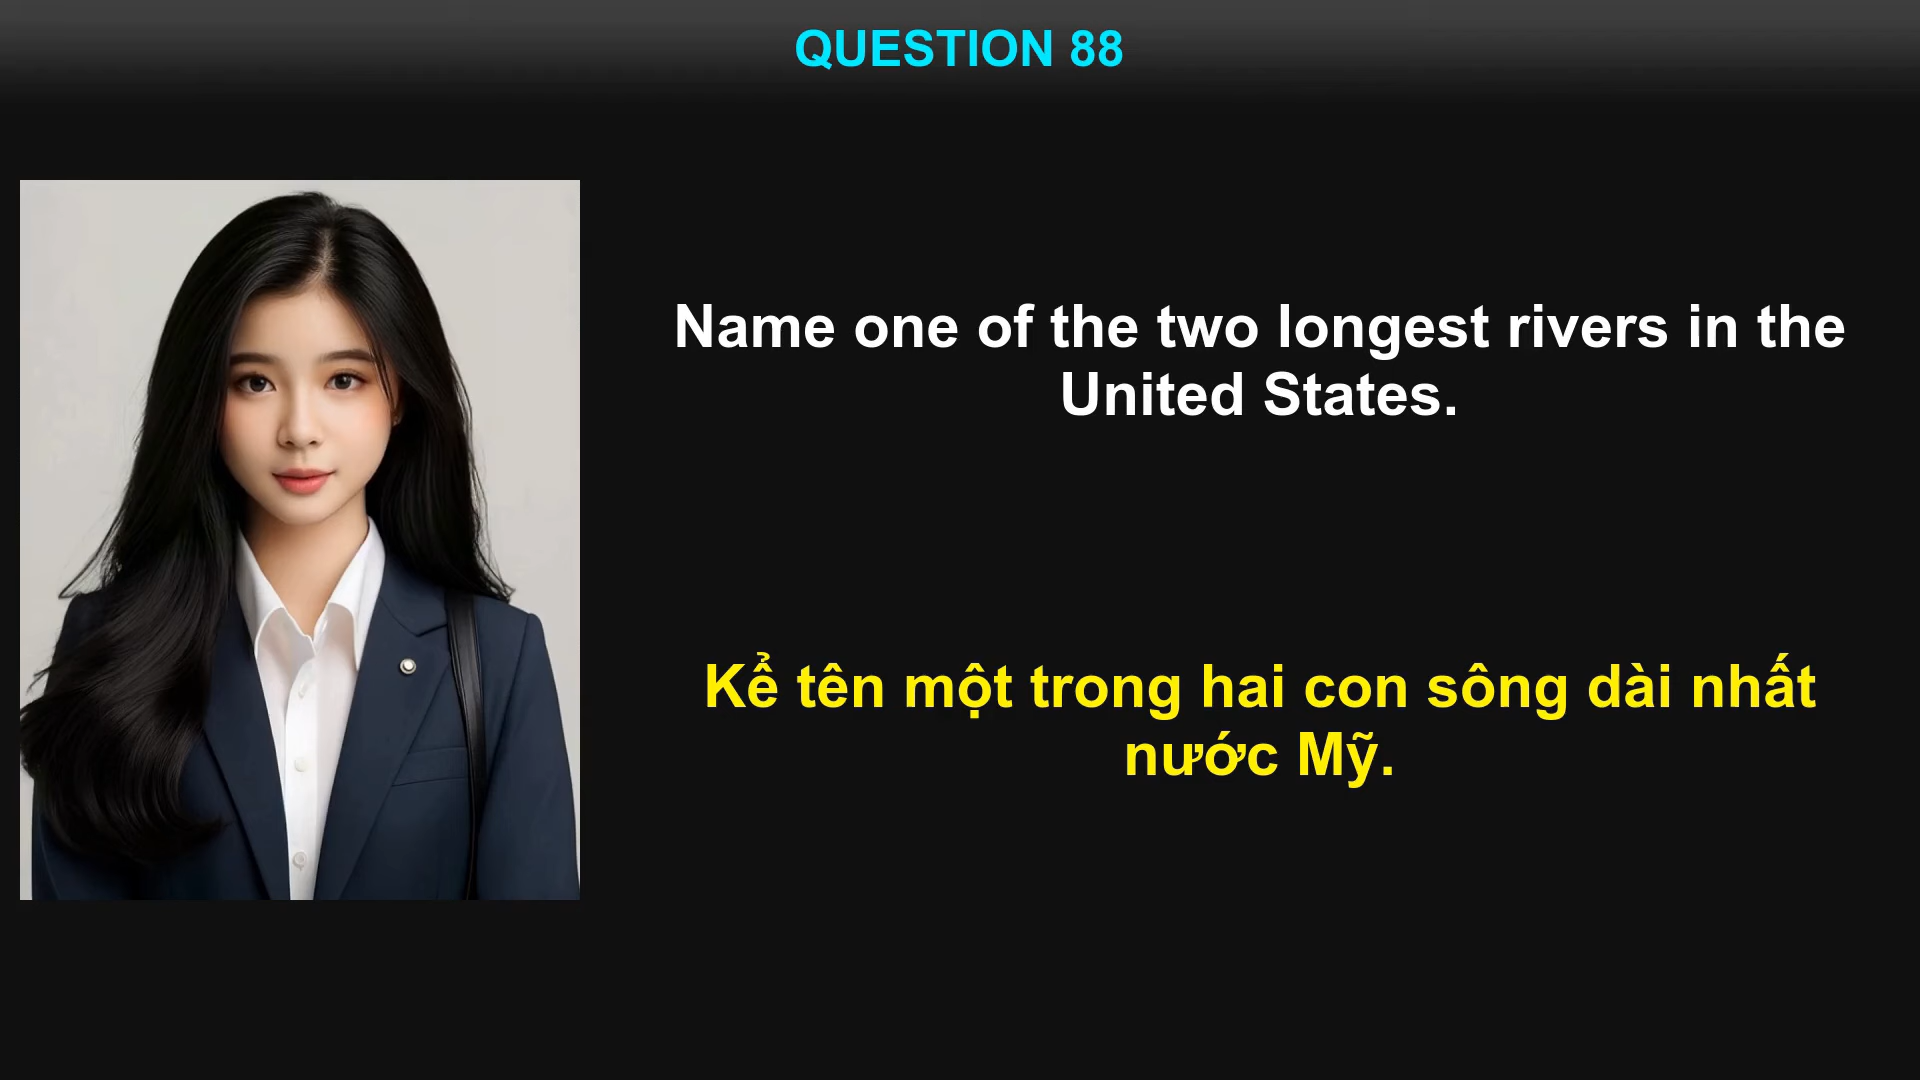 QUESTION 88
Name one of the two longest rivers in the
United States.
Kể tên một trong hai con sông dài nhất
nước Mỹ.